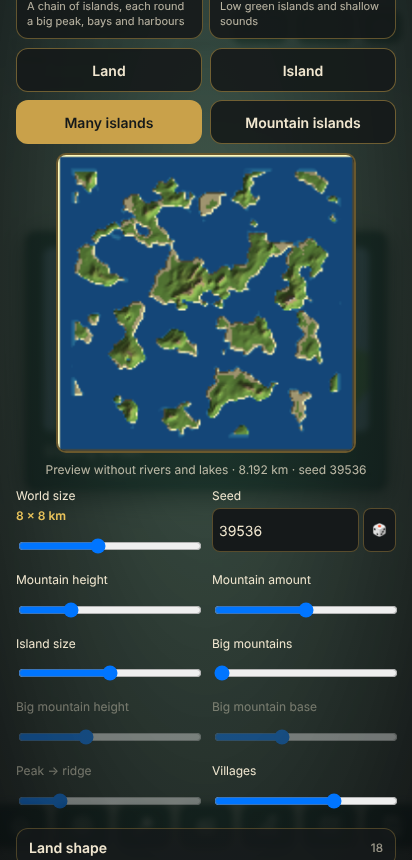 A chain of islands, each round
a big peak, bays and harbours
Low green islands and shallow
sounds
Land
Island
Many islands
Mountain islands
Preview without rivers and lakes · 8.192 km · seed 39536
World size
8 × 8 km
Seed
39536
Mountain height
Mountain amount
Island size
Big mountains
Big mountain height
Big mountain base
Peak → ridge
Villages
Land shape
18